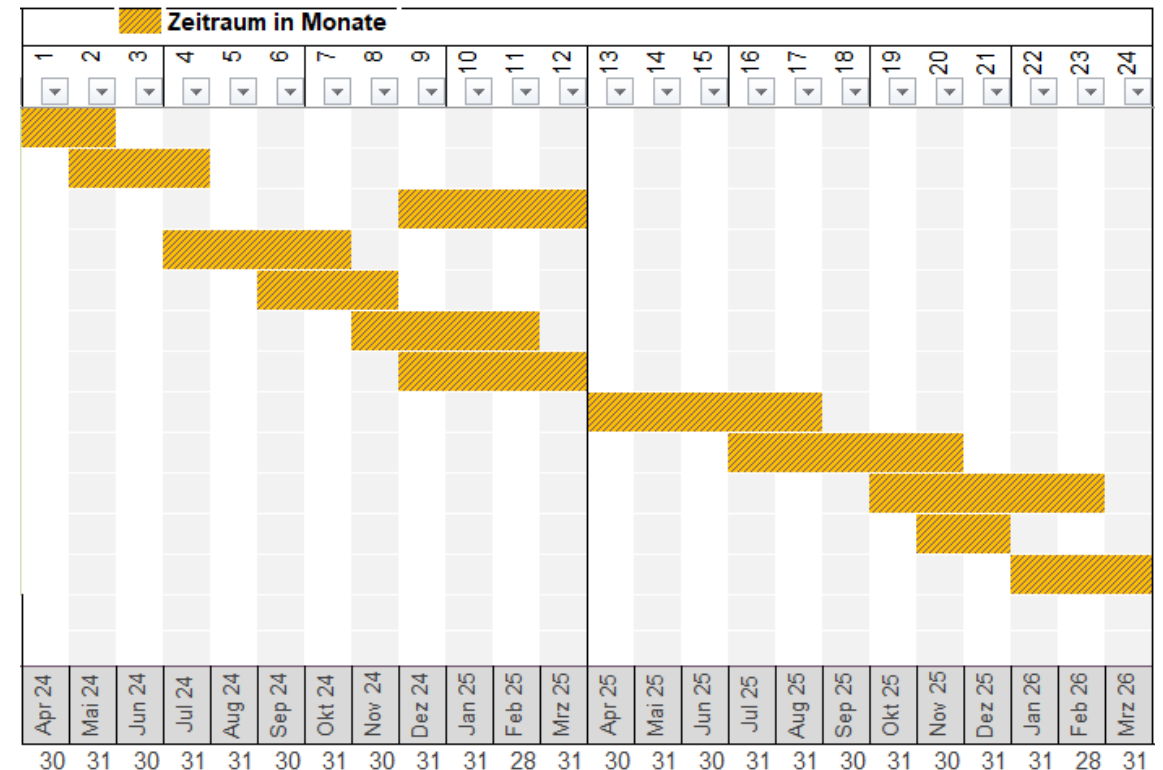 Zeitraum in Monate
1 2 3 4 5 6 7 8 9 10 11 12 13 14 15 16 17 18 19 20 21 22 23 24
Apr 24 Mai 24 Jun 24 Jul 24 Aug 24 Sep 24 Okt 24 Nov 24 Dez 24 Jan 25 Feb 25 Mrz 25 Apr 25 Mai 25 Jun 25 Jul 25 Aug 25 Sep 25 Okt 25 Nov 25 Dez 25 Jan 26 Feb 26 Mrz 26
30 31 30 31 31 30 31 30 31 31 28 31 30 31 30 31 31 30 31 30 31 31 28 31